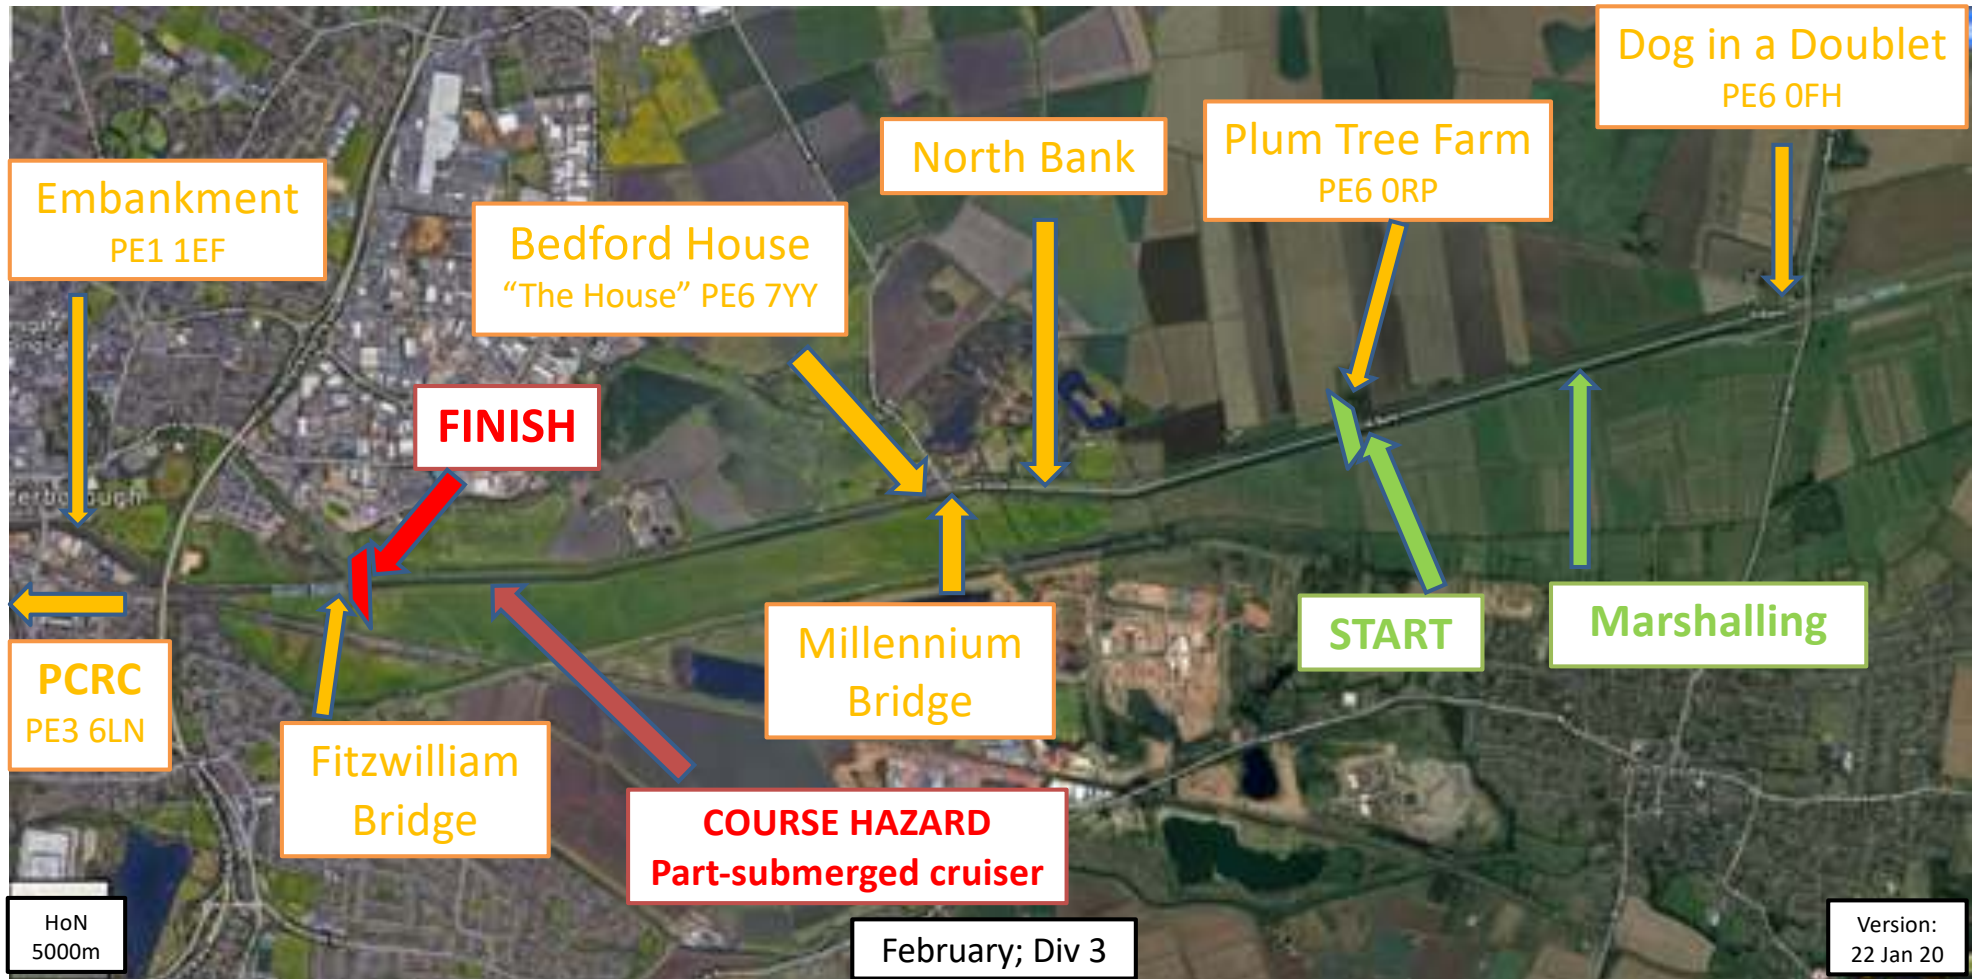 Dog in a Doublet
PE6 0FH
Plum Tree Farm
PE6 0RP
North Bank
Embankment
PE1 1EF
Bedford House
“The House” PE6 7YY
FINISH
START
Marshalling
Millennium
Bridge
PCRC
PE3 6LN
Fitzwilliam
Bridge
COURSE HAZARD
Part-submerged cruiser
HoN
5000m
February; Div 3
Version:
22 Jan 20